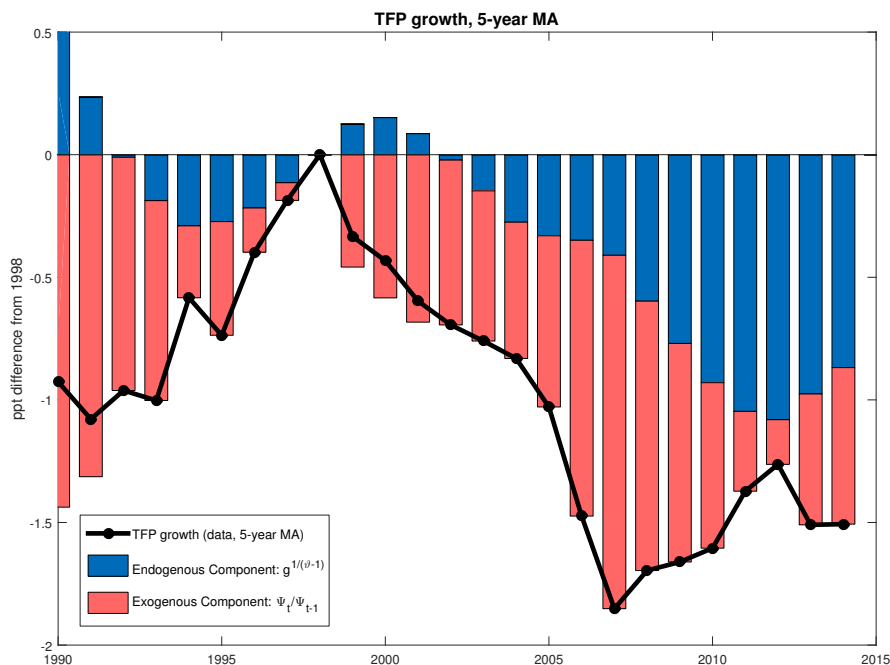 TFP growth, 5-year MA
0.5
0
-0.5
-1
-1.5
-2
ppt difference from 1998
TFP growth (data, 5-year MA)
Endogenous Component: g^{1/(ϑ-1)}
Exogenous Component: Ψ_t/Ψ_{t-1}
1990
1995
2000
2005
2010
2015